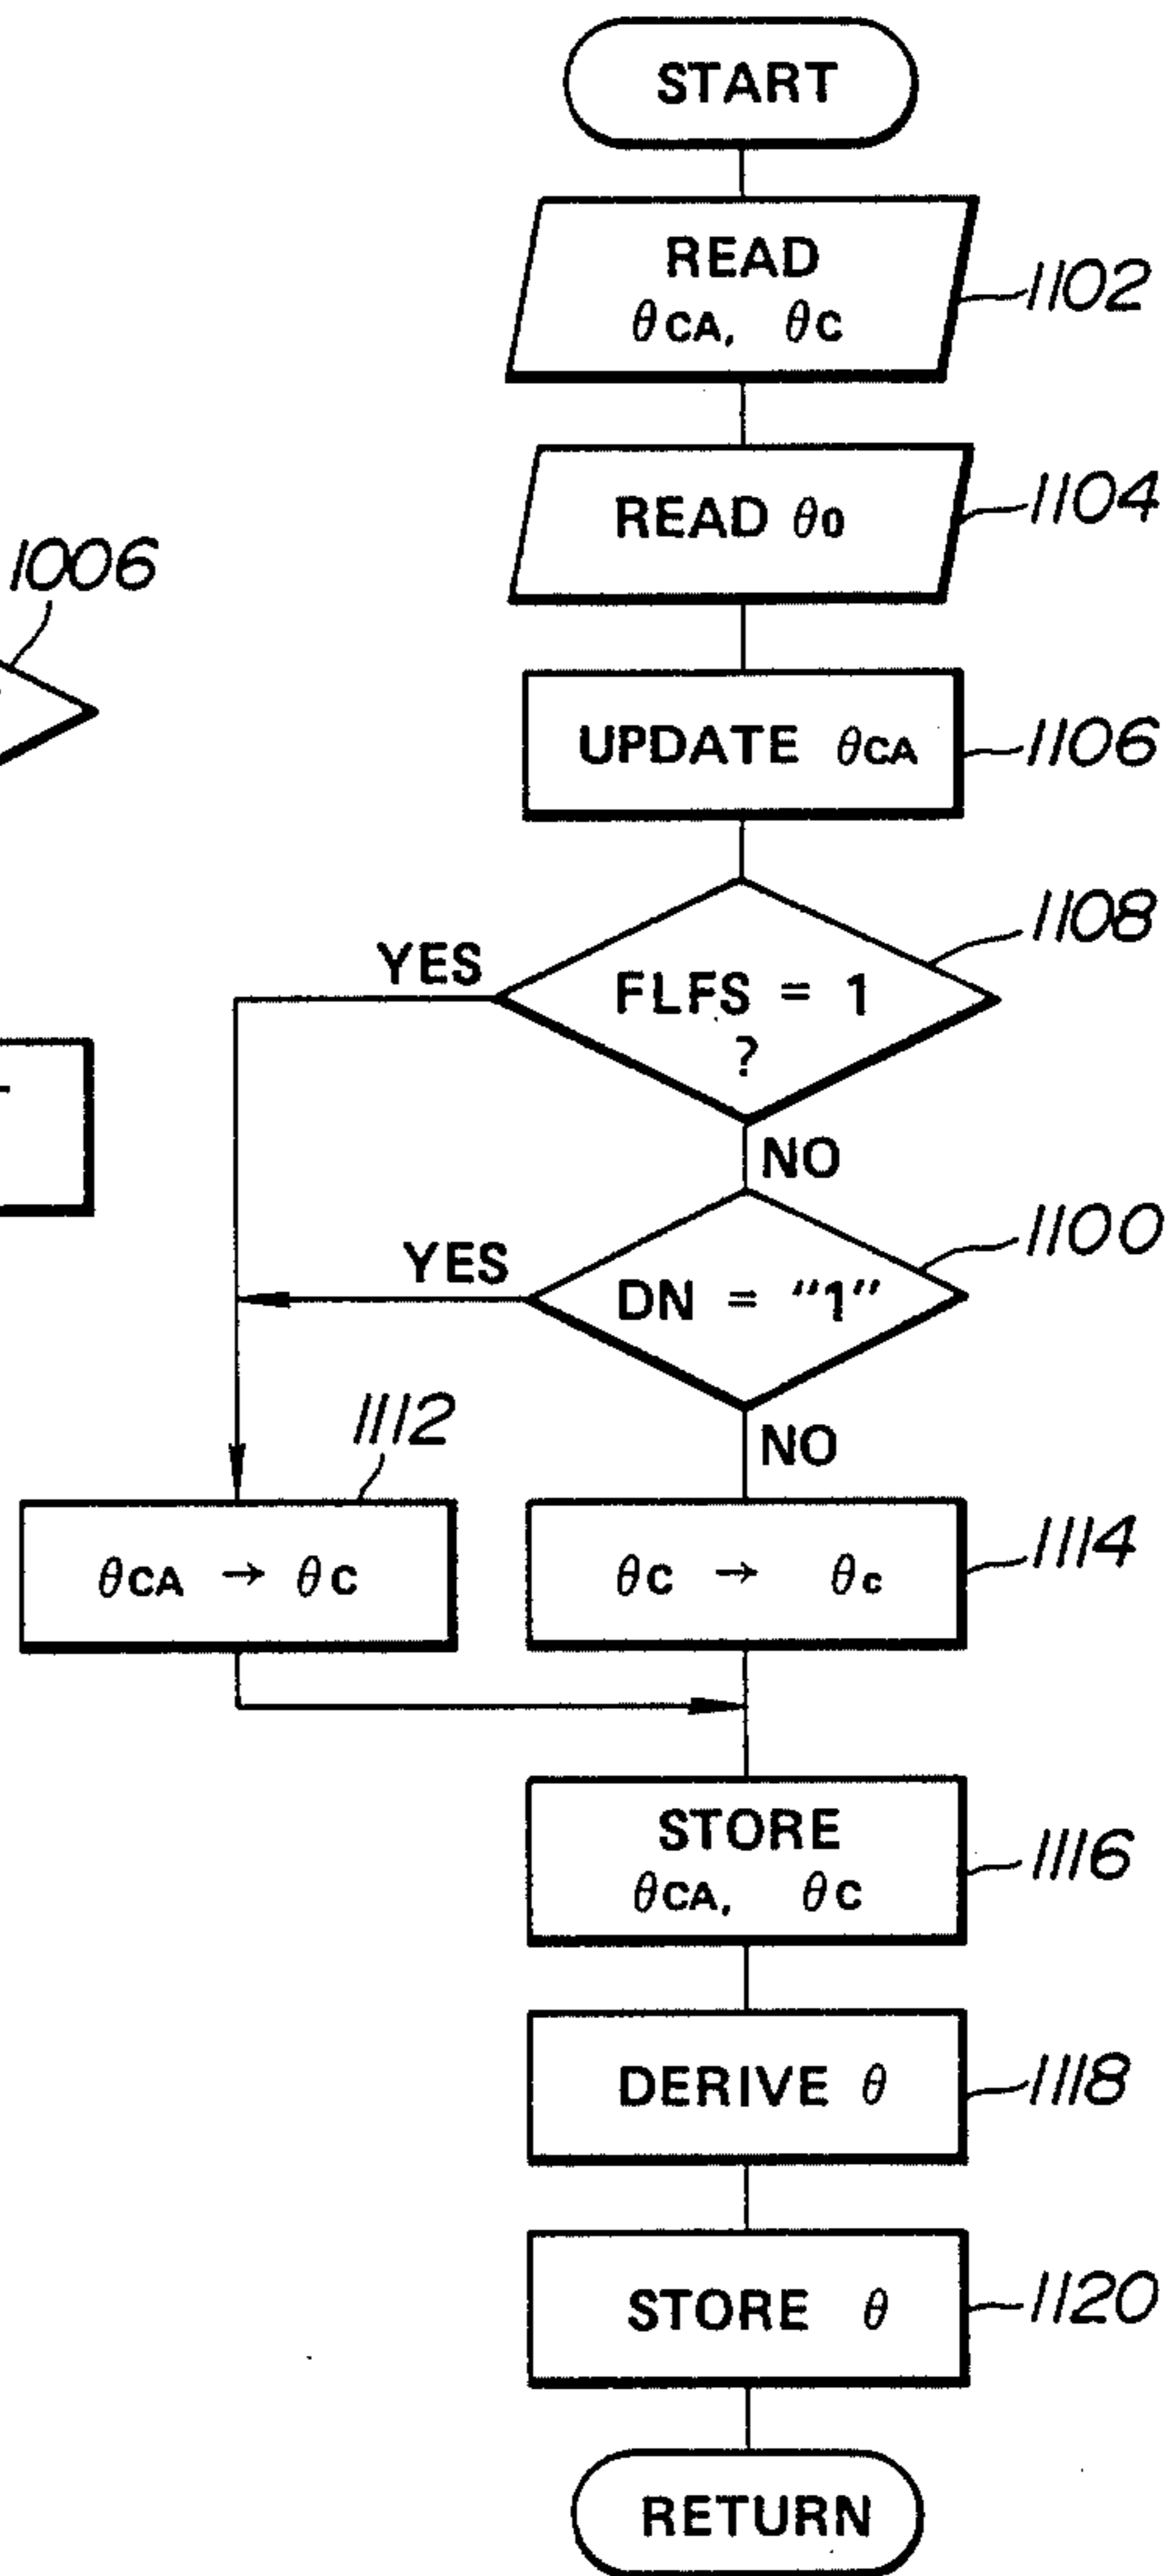 START
READ
θCA, θC
1102
READ θ0
1104
1006
UPDATE θCA
1106
1108
YES
FLFS = 1
?
NO
1100
YES
DN = "1"
NO
1112
θCA → θC
θC → θc
1114
STORE
θCA, θC
1116
DERIVE θ
1118
STORE θ
1120
RETURN